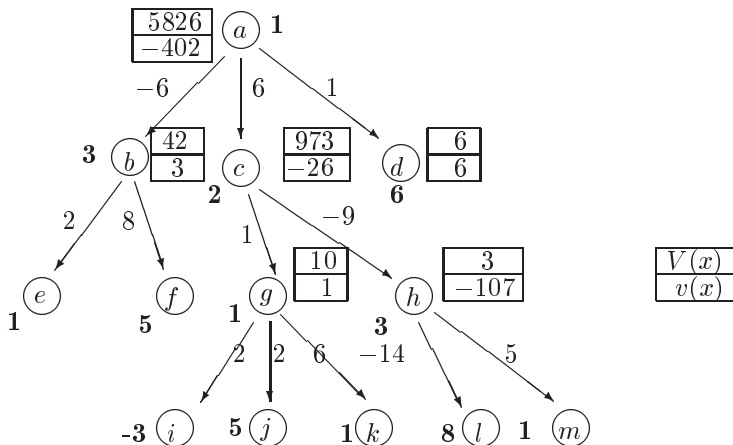 5826 a 1
−402
−6 6 1
3 b 42 c 973 d 6
3 −26 6
2 6
2 8 1 −9
10 3 V(x)
e f g 1 h −107 v(x)
1 5 1 3
2 2 6 −14 5
-3 i 5 j 1 k 8 l 1 m